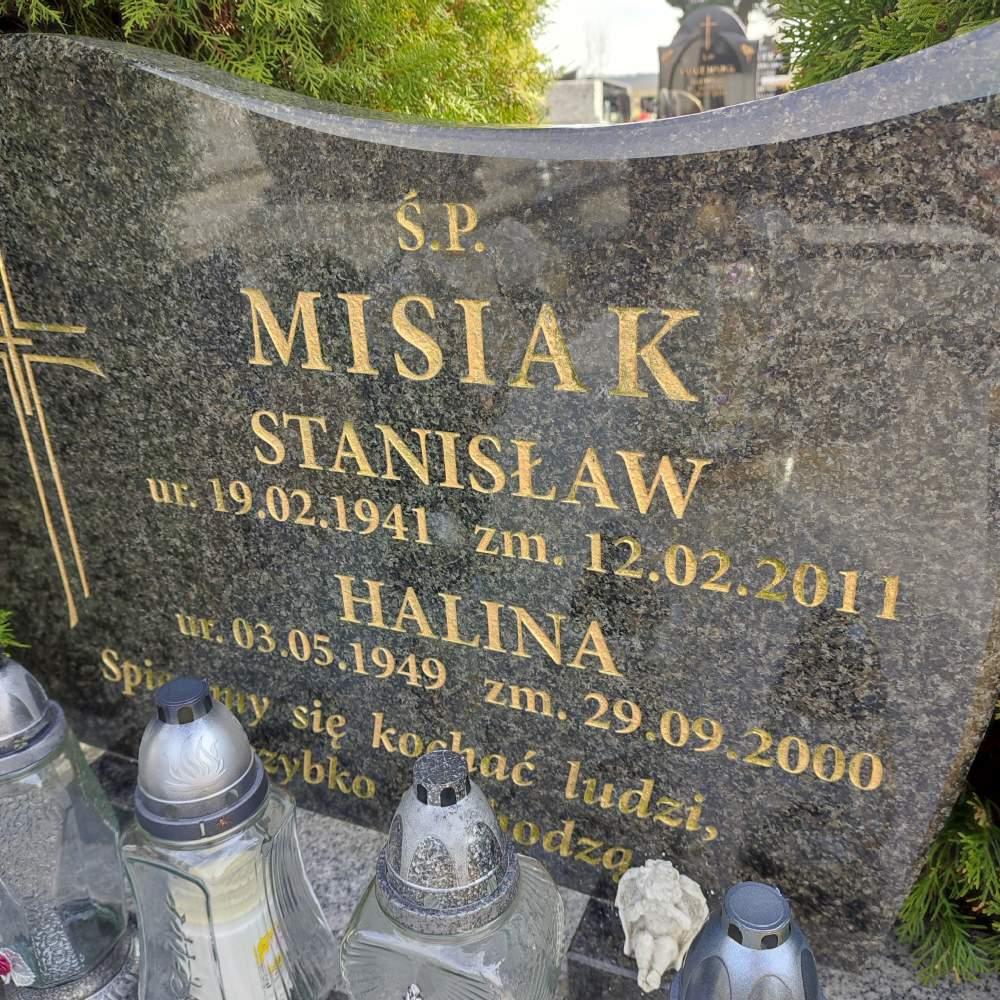 Ś.P.
MISIAK
STANISŁAW
ur. 19.02.1941 zm. 12.02.2011
HALINA
ur. 03.05.1949 zm. 29.09.2000
się kochać ludzi,